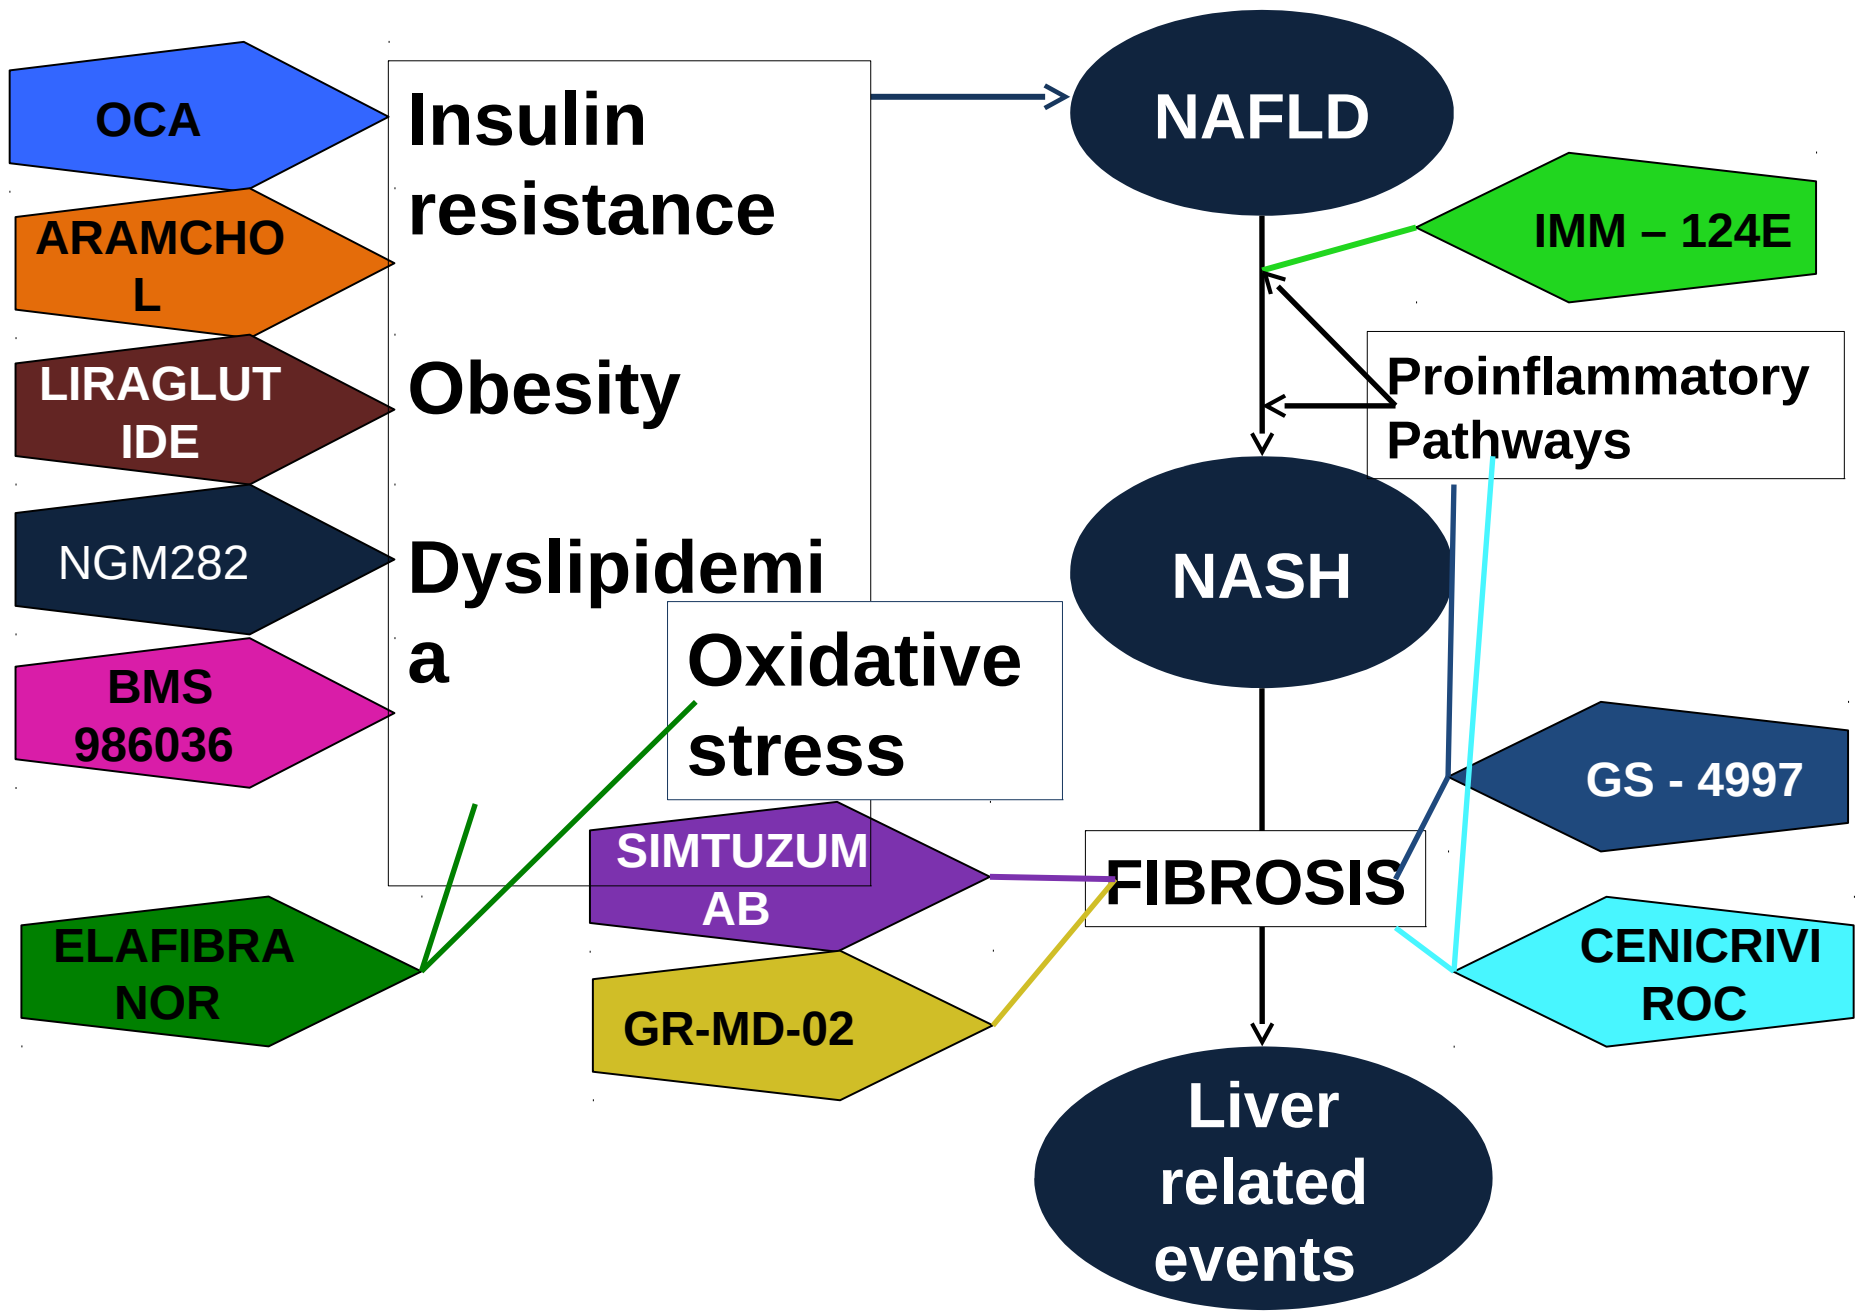 OCA
ARAMCHO
L
LIRAGLUT
IDE
NGM282
BMS
986036
ELAFIBRA
NOR
Insulin
resistance
Obesity
Dyslipidemi
a
Oxidative
stress
SIMTUZUM
AB
GR-MD-02
NAFLD
IMM – 124E
Proinflammatory
Pathways
NASH
GS - 4997
FIBROSIS
CENICRIVI
ROC
Liver
related
events